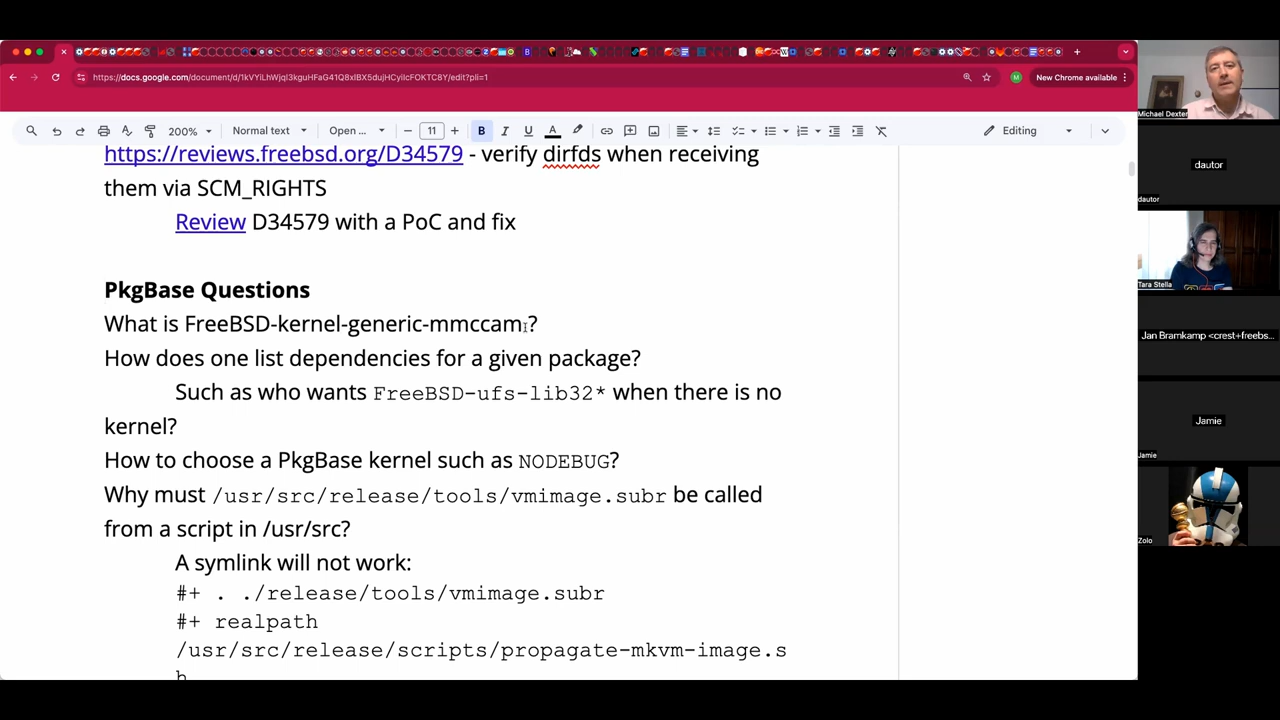 https://docs.google.com/document/d/1kVYiLhWjqI3kguHFaG41Q8xIBX5dujHCyiIcFOKTC8Y/edit?pli=1
M
New Chrome available
200%
Normal text
Open ...
11
B
I
U
A
Editing
https://reviews.freebsd.org/D34579 - verify dirfds when receiving
them via SCM_RIGHTS
Review D34579 with a PoC and fix
PkgBase Questions
What is FreeBSD-kernel-generic-mmccam?
How does one list dependencies for a given package?
Such as who wants FreeBSD-ufs-lib32* when there is no
kernel?
How to choose a PkgBase kernel such as NODEBUG?
Why must /usr/src/release/tools/vmimage.subr be called
from a script in /usr/src?
A symlink will not work:
#+ . ./release/tools/vmimage.subr
#+ realpath
/usr/src/release/scripts/propagate-mkvm-image.s
h
Michael Dexter
dautor
dautor
Tara Stella
Jan Bramkamp <crest+freebs...
Jamie
Jamie
Zolo